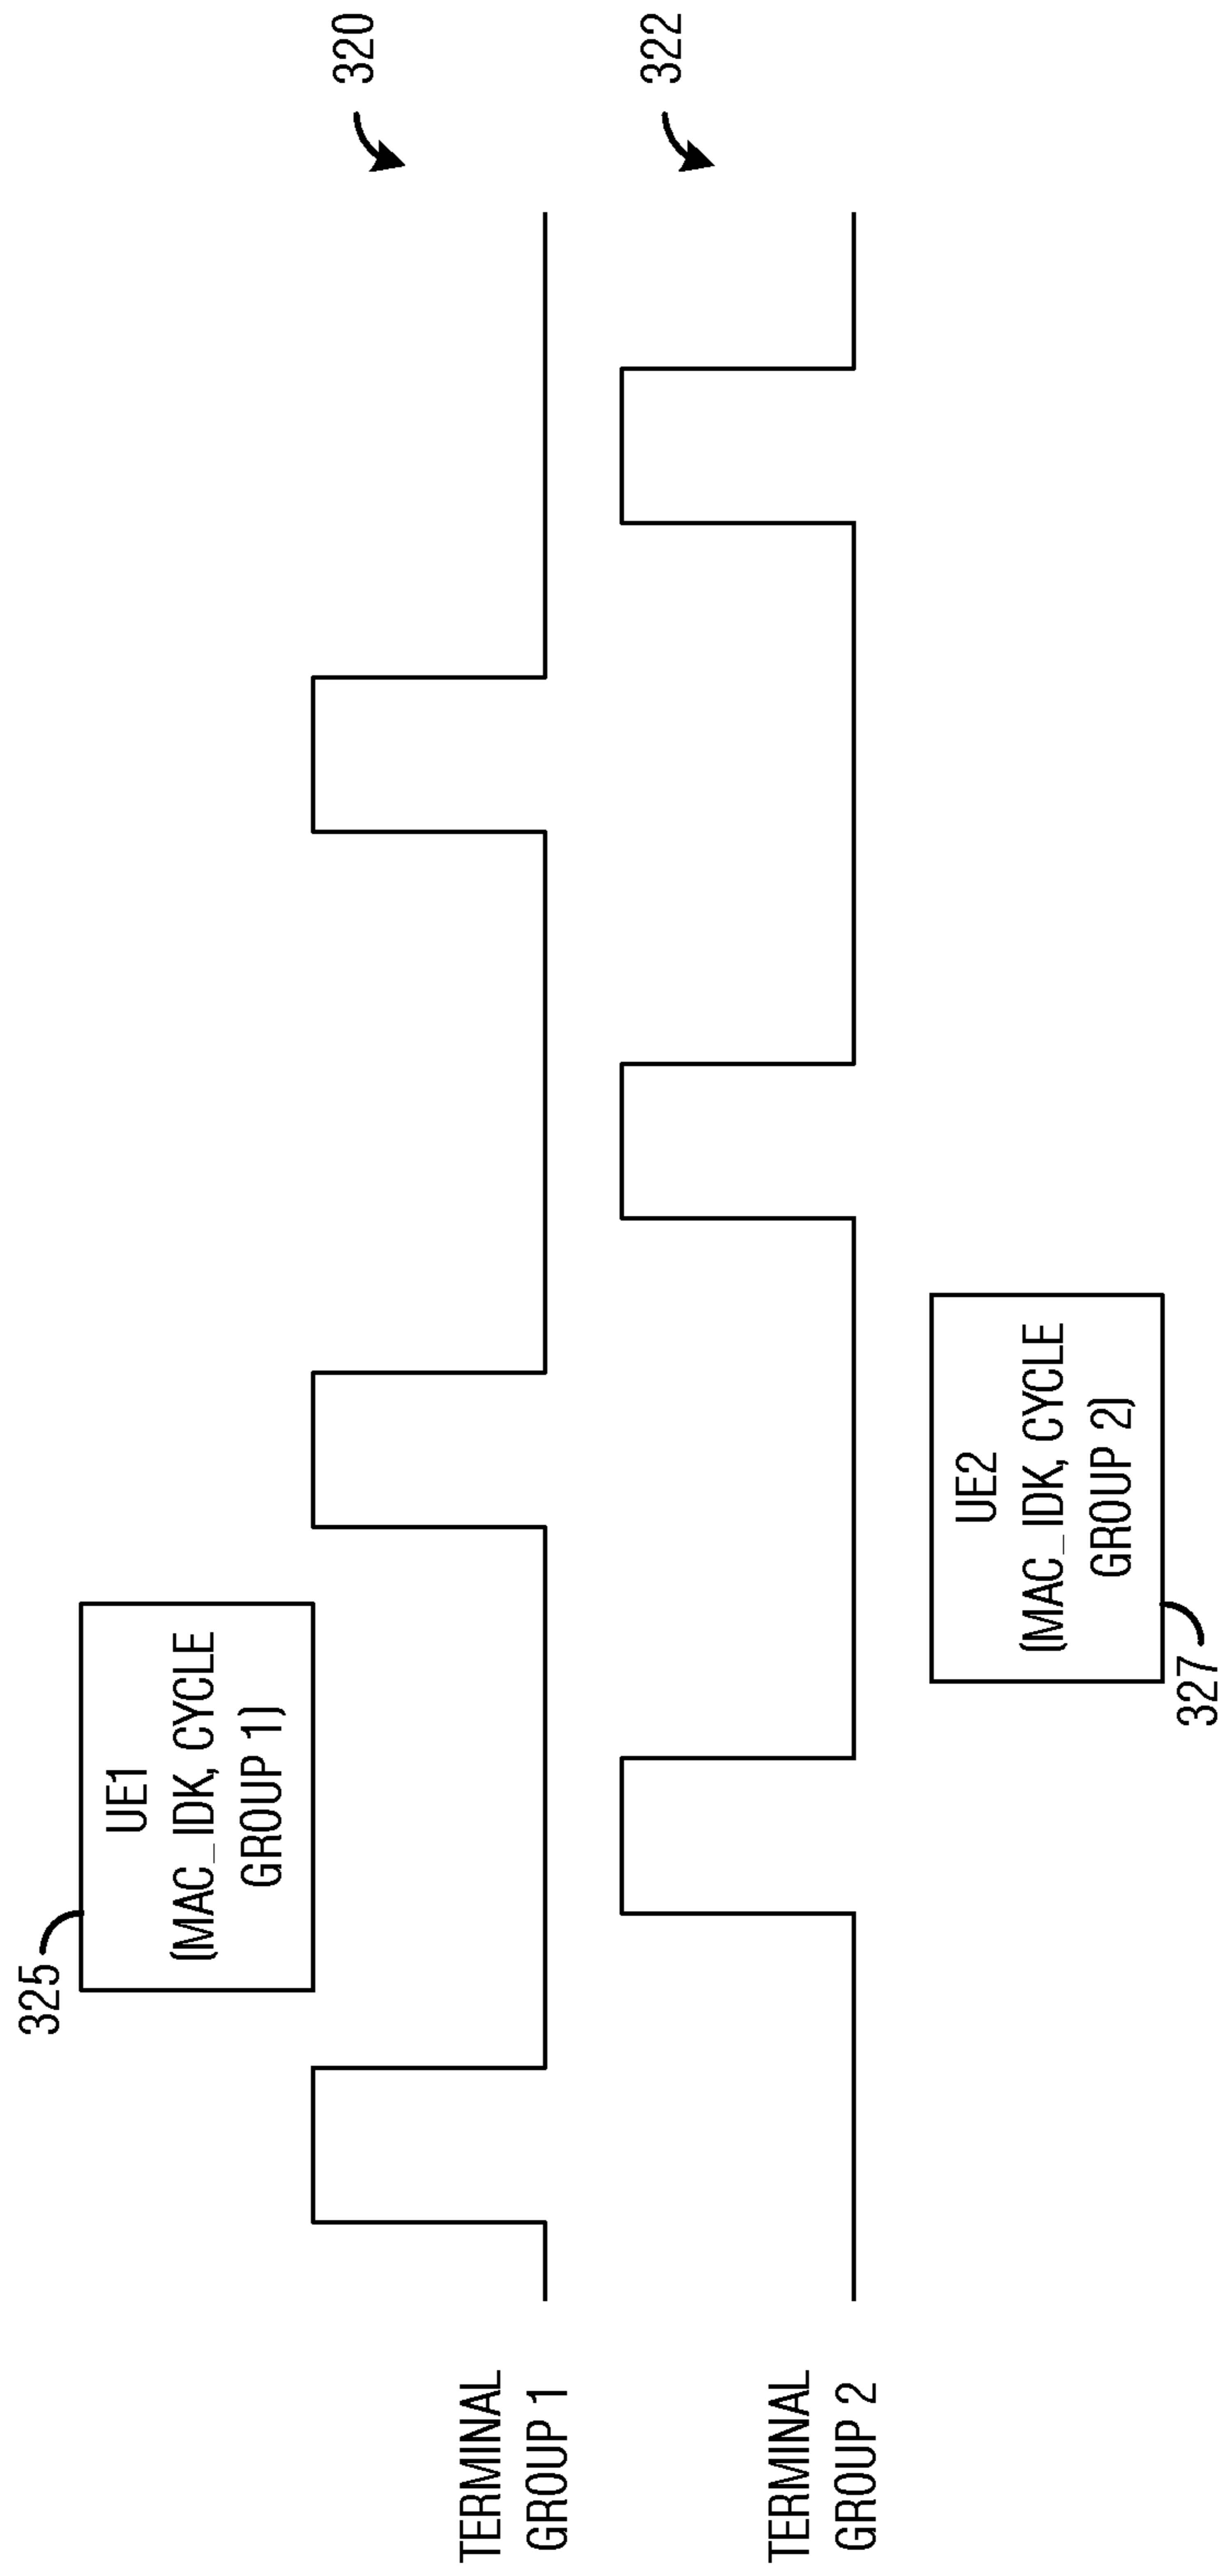 325
UE1
(MAC_IDK, CYCLE
GROUP 1)
320
TERMINAL
GROUP 1
322
TERMINAL
GROUP 2
UE2
(MAC_IDK, CYCLE
GROUP 2)
327